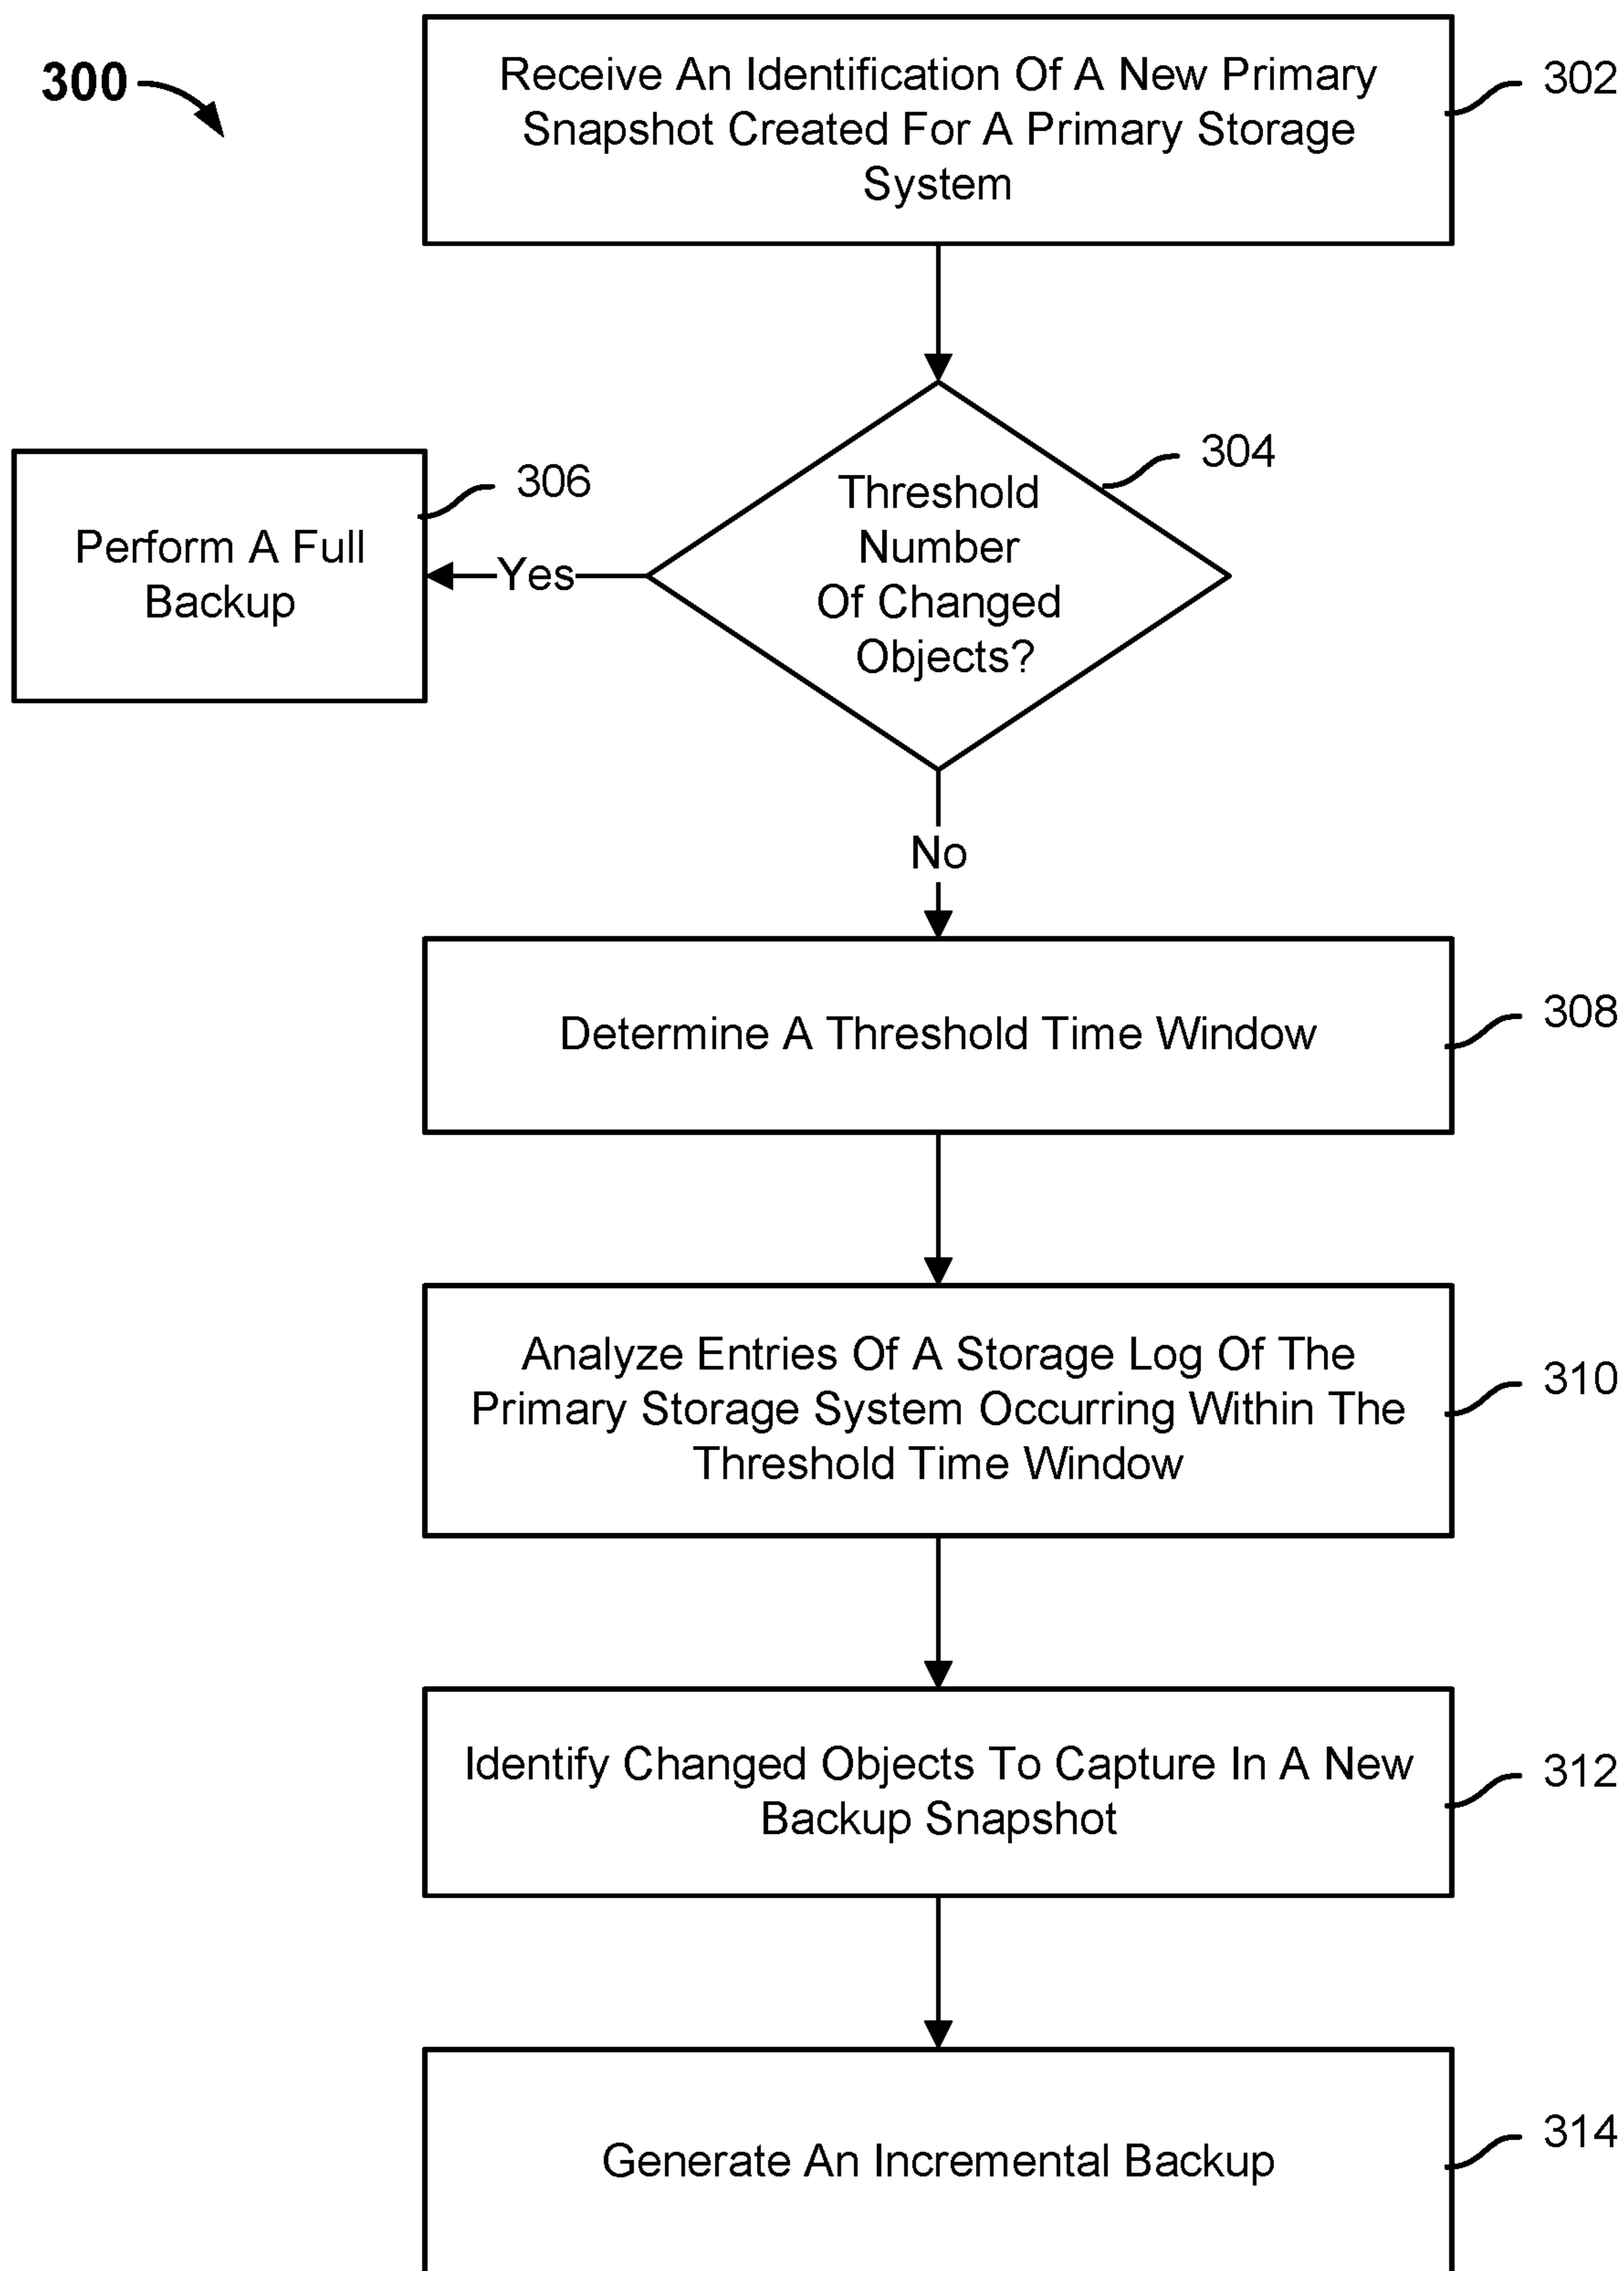 300
Receive An Identification Of A New Primary
Snapshot Created For A Primary Storage
System
302
304
Threshold
Number
Of Changed
Objects?
306
Perform A Full
Backup
Yes
No
Determine A Threshold Time Window
308
Analyze Entries Of A Storage Log Of The
Primary Storage System Occurring Within The
Threshold Time Window
310
Identify Changed Objects To Capture In A New
Backup Snapshot
312
Generate An Incremental Backup
314